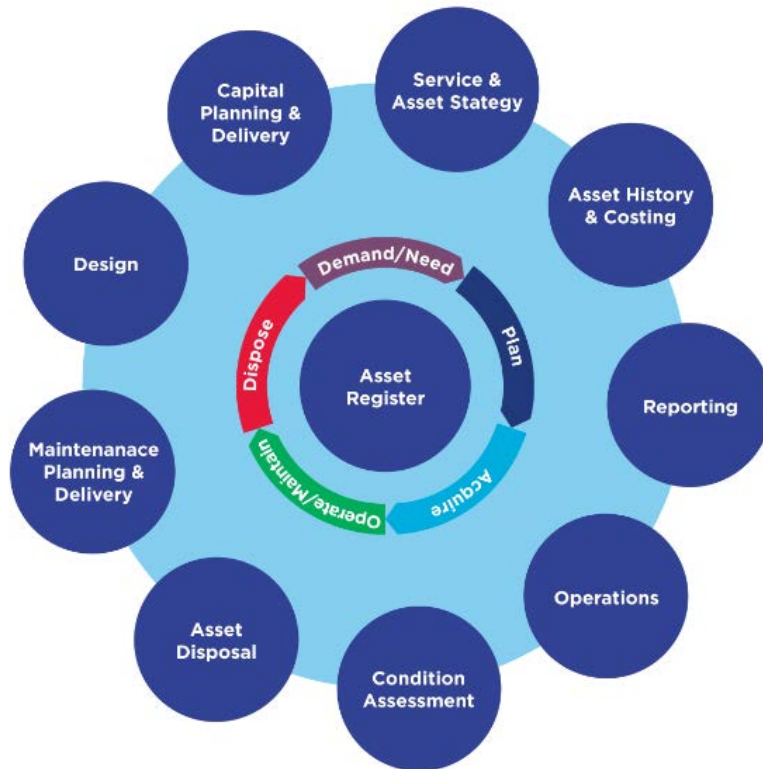 Capital
Planning &
Delivery
Service &
Asset Stategy
Asset History
& Costing
Design
Demand/Need
Plan
Dispose
Asset
Register
Reporting
Maintenanace
Planning &
Delivery
Operate/Maintain
Acquire
Operations
Asset
Disposal
Condition
Assessment